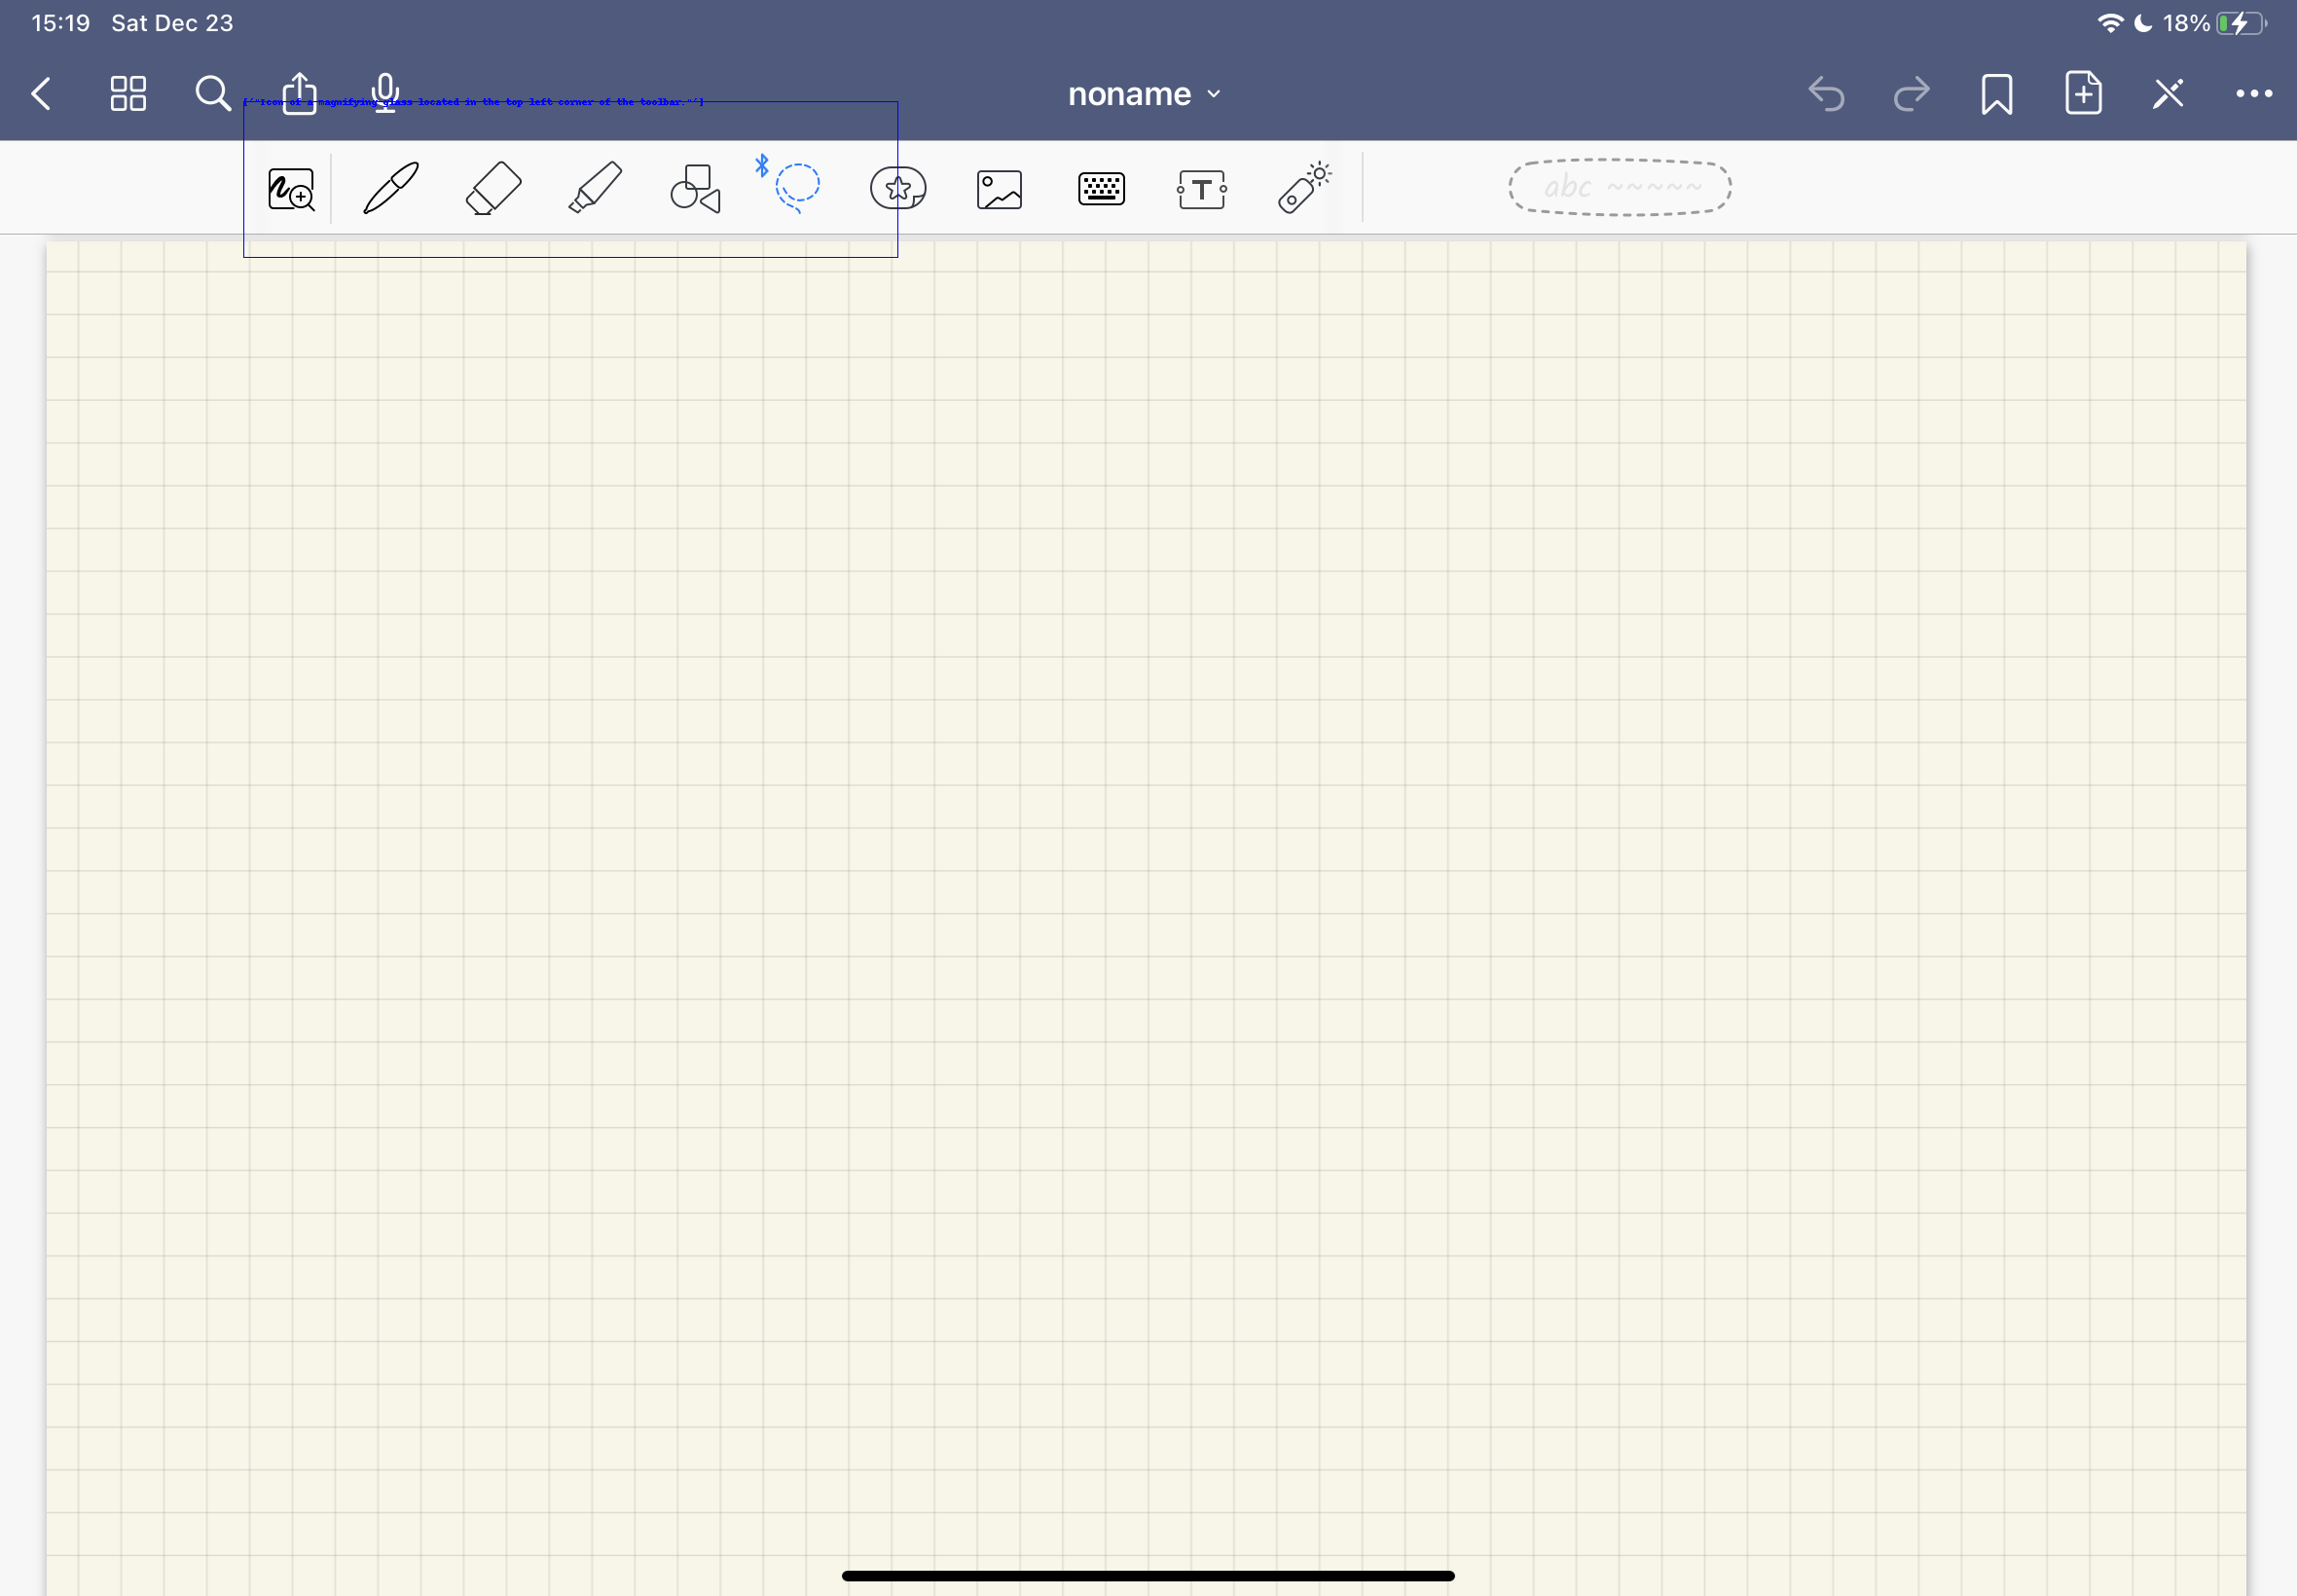 15:19 Sat Dec 23
18%
noname
["Icon of a magnifying glass located in the top left corner of the toolbar."]
T
abc ~~~~~